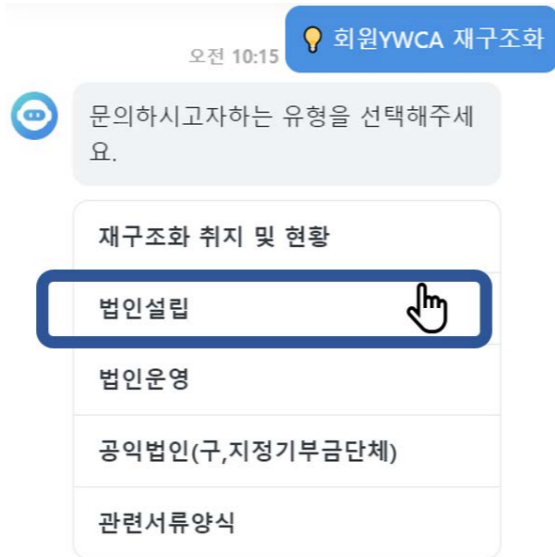 회원YWCA 재구조화
오전 10:15
문의하시고자하는 유형을 선택해주세
요.
재구조화 취지 및 현황
법인설립
법인운영
공익법인(구,지정기부금단체)
관련서류양식